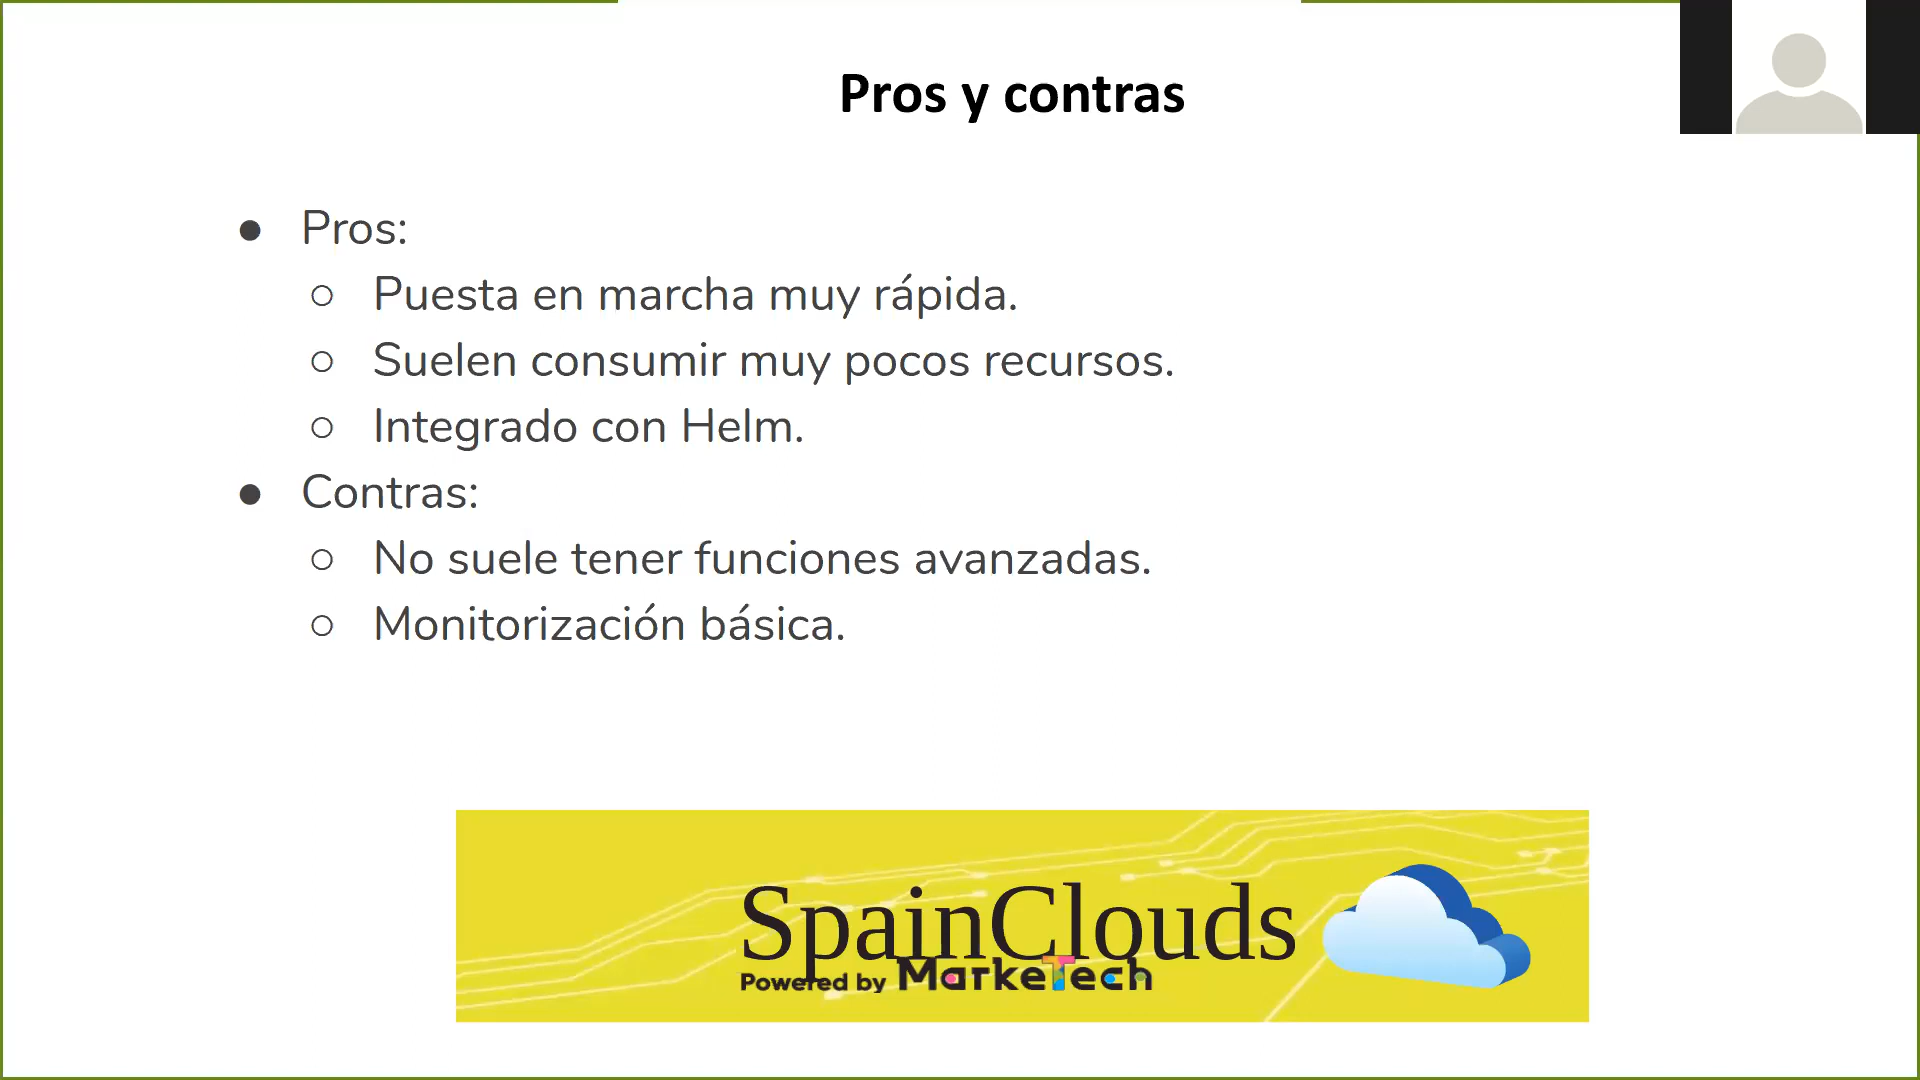 Pros y contras
● Pros:
○ Puesta en marcha muy rápida.
○ Suelen consumir muy pocos recursos.
○ Integrado con Helm.
● Contras:
○ No suele tener funciones avanzadas.
○ Monitorización básica.
SpainClouds
Powered by MarkeTech